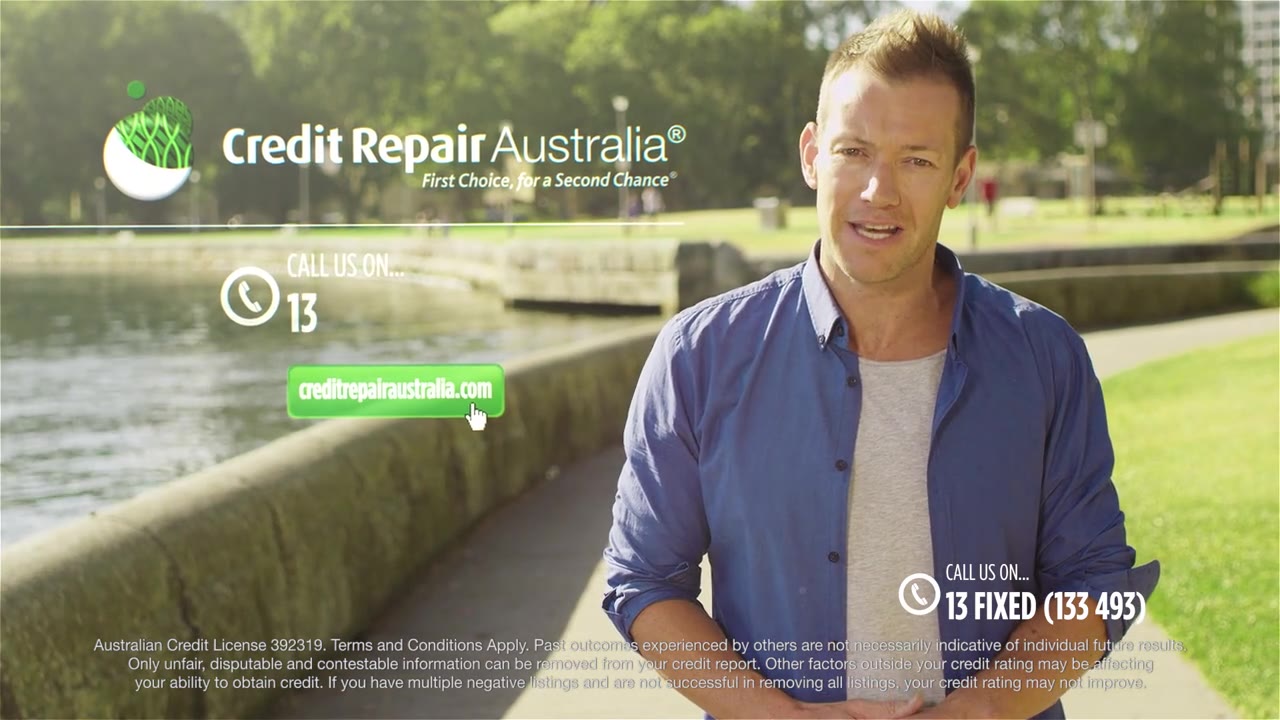 Credit Repair Australia®
First Choice, for a Second Chance®
CALL US ON...
13
creditrepairaustralia.com
CALL US ON...
13 FIXED (133 493)
Australian Credit License 392319. Terms and Conditions Apply. Past outcomes experienced by others are not necessarily indicative of individual future results.
Only unfair, disputable and contestable information can be removed from your credit report. Other factors outside your credit rating may be affecting
your ability to obtain credit. If you have multiple negative listings and are not successful in removing all listings, your credit rating may not improve.